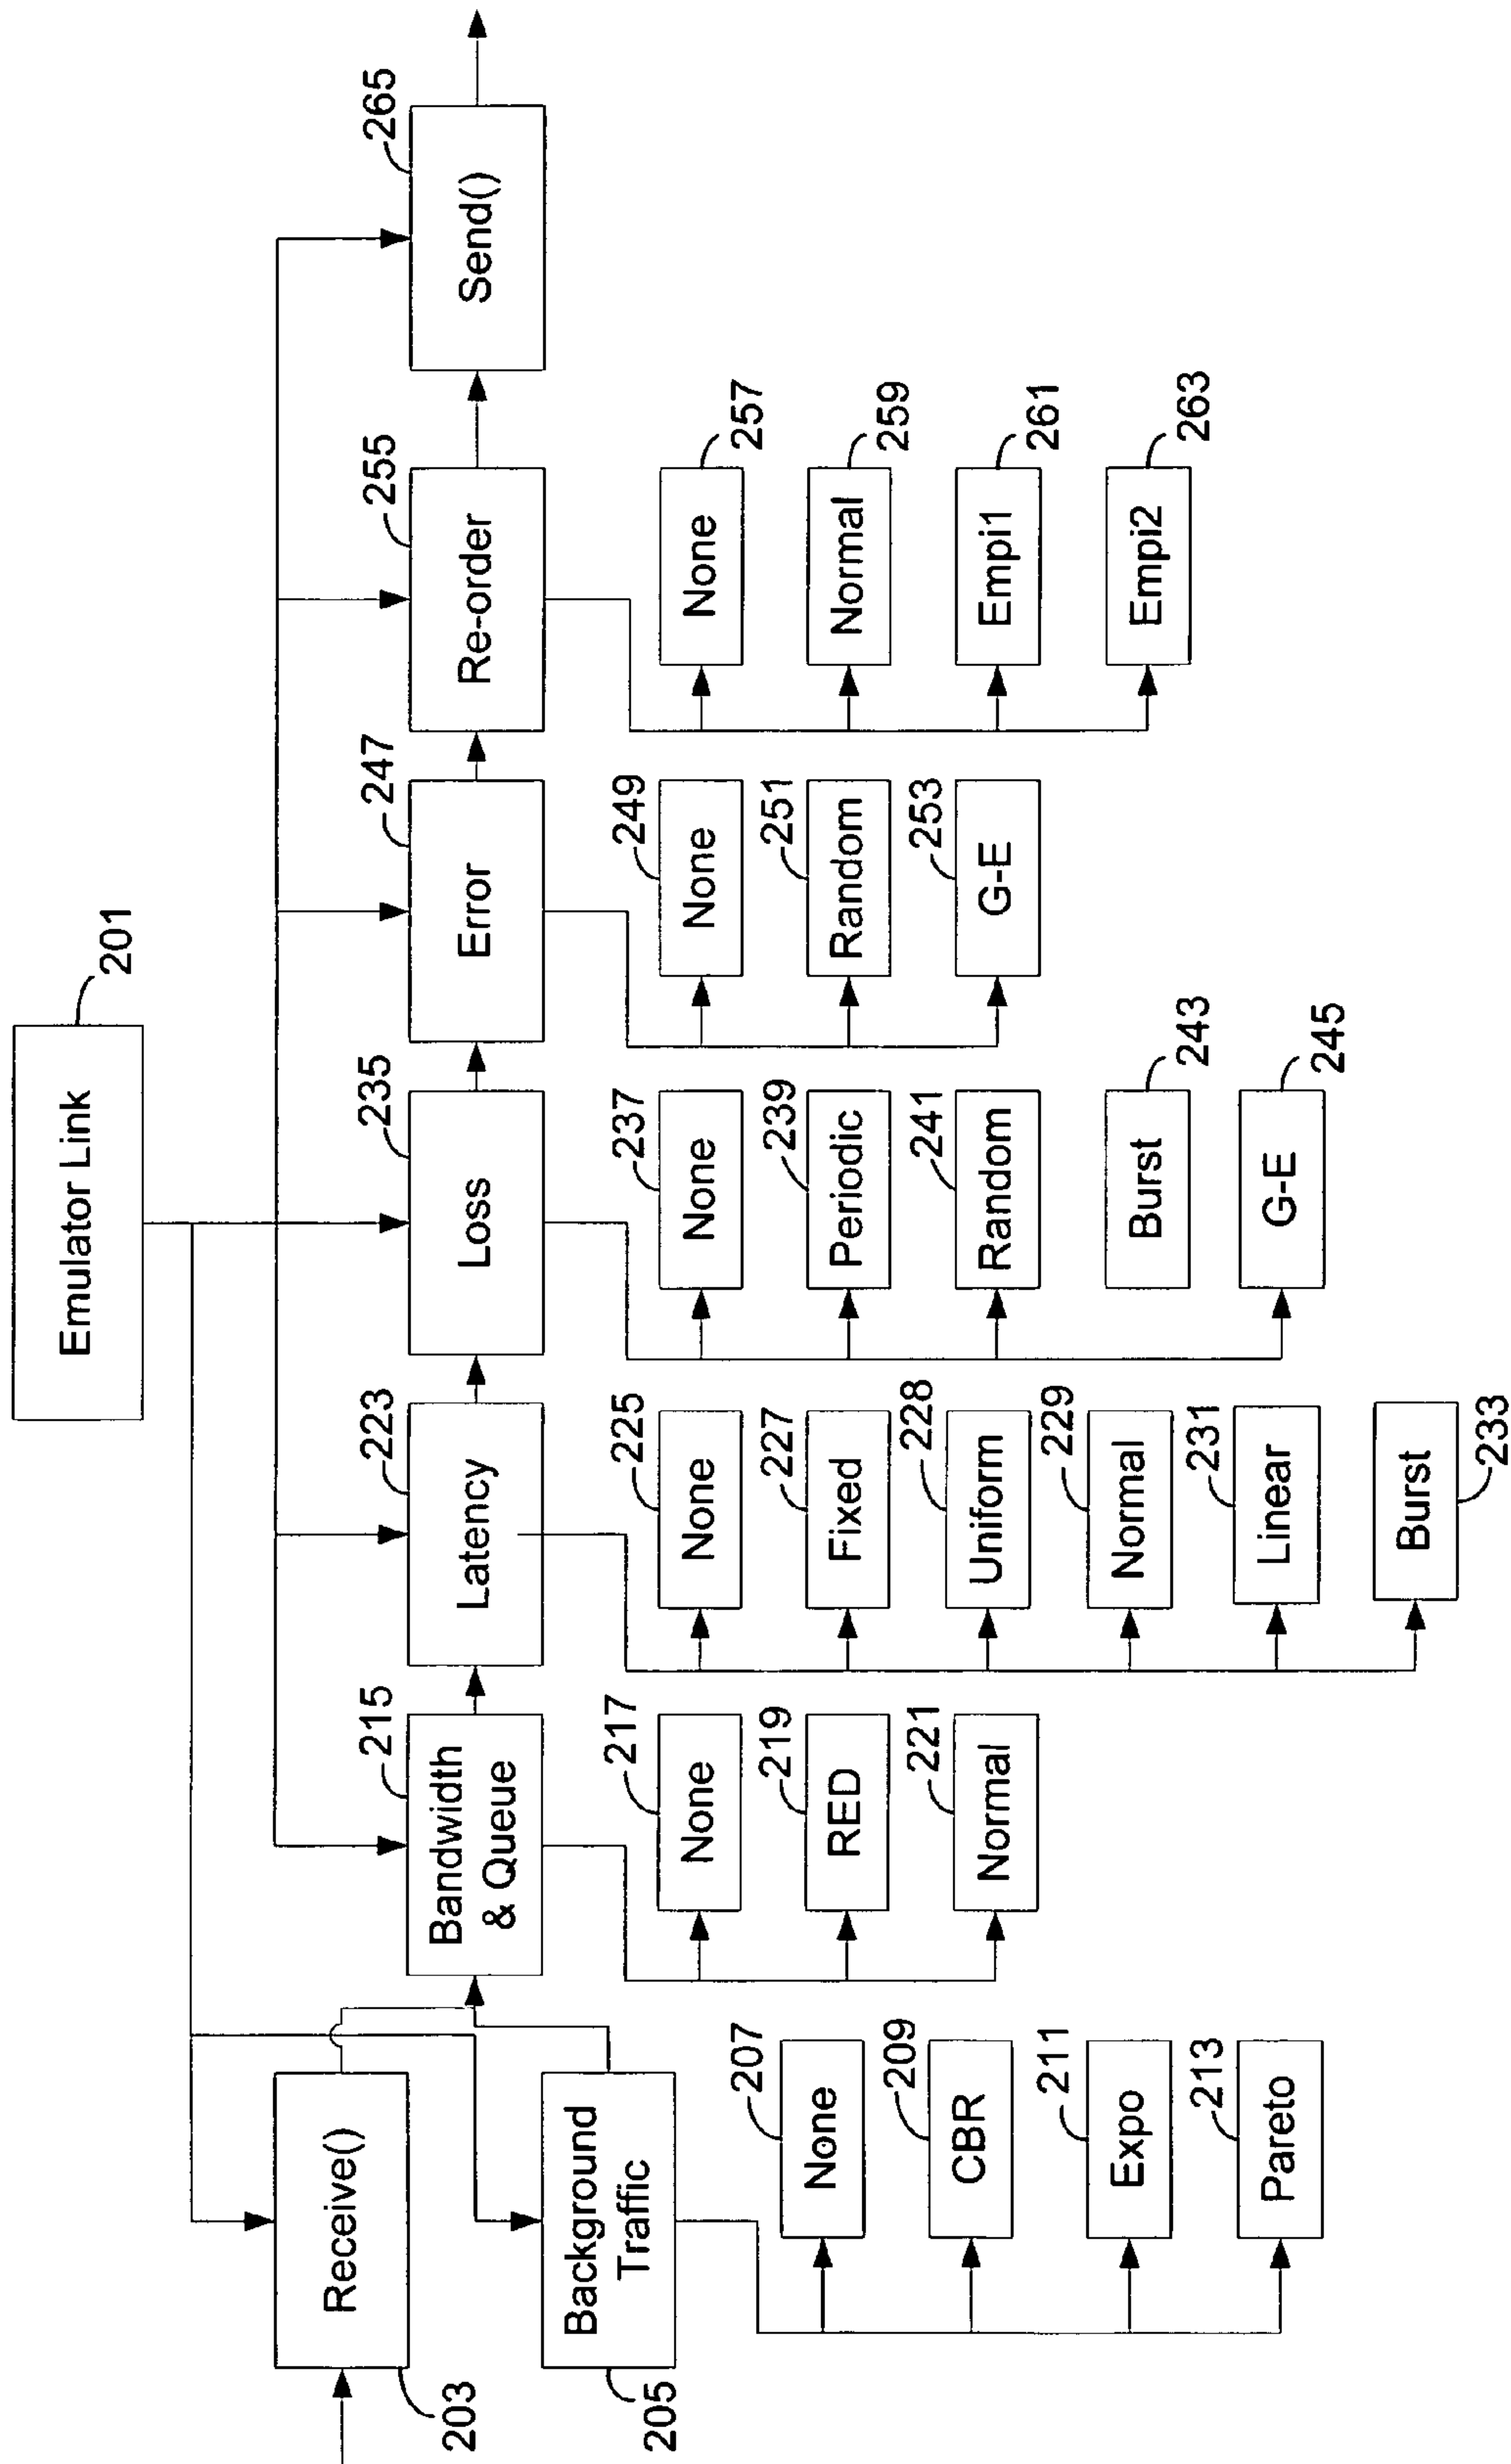 Emulator Link
201
Receive()
203
Background
Traffic
205
None
207
CBR
209
Expo
211
Pareto
213
Bandwidth
& Queue
215
None
217
RED
219
Normal
221
Latency
223
None
225
Fixed
227
Uniform
228
Normal
229
Linear
231
Burst
233
Loss
235
None
237
Periodic
239
Random
241
Burst
243
G-E
245
Error
247
None
249
Random
251
G-E
253
Re-order
255
None
257
Normal
259
Empi1
261
Empi2
263
Send()
265